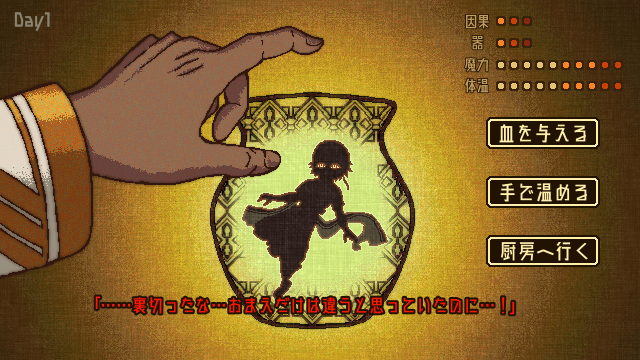 Day1
因果
器
魔力
体温
血を与える
手で温める
厨房へ行く
「……裏切ったな…おまえだけは違うと思っていたのに…！」